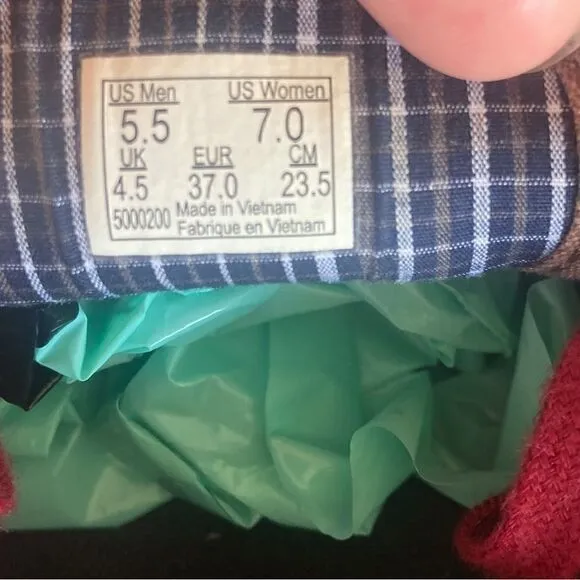 US Men US Women
5.5 7.0
UK EUR CM
4.5 37.0 23.5
5000200 Made in Vietnam
Fabrique en Vietnam